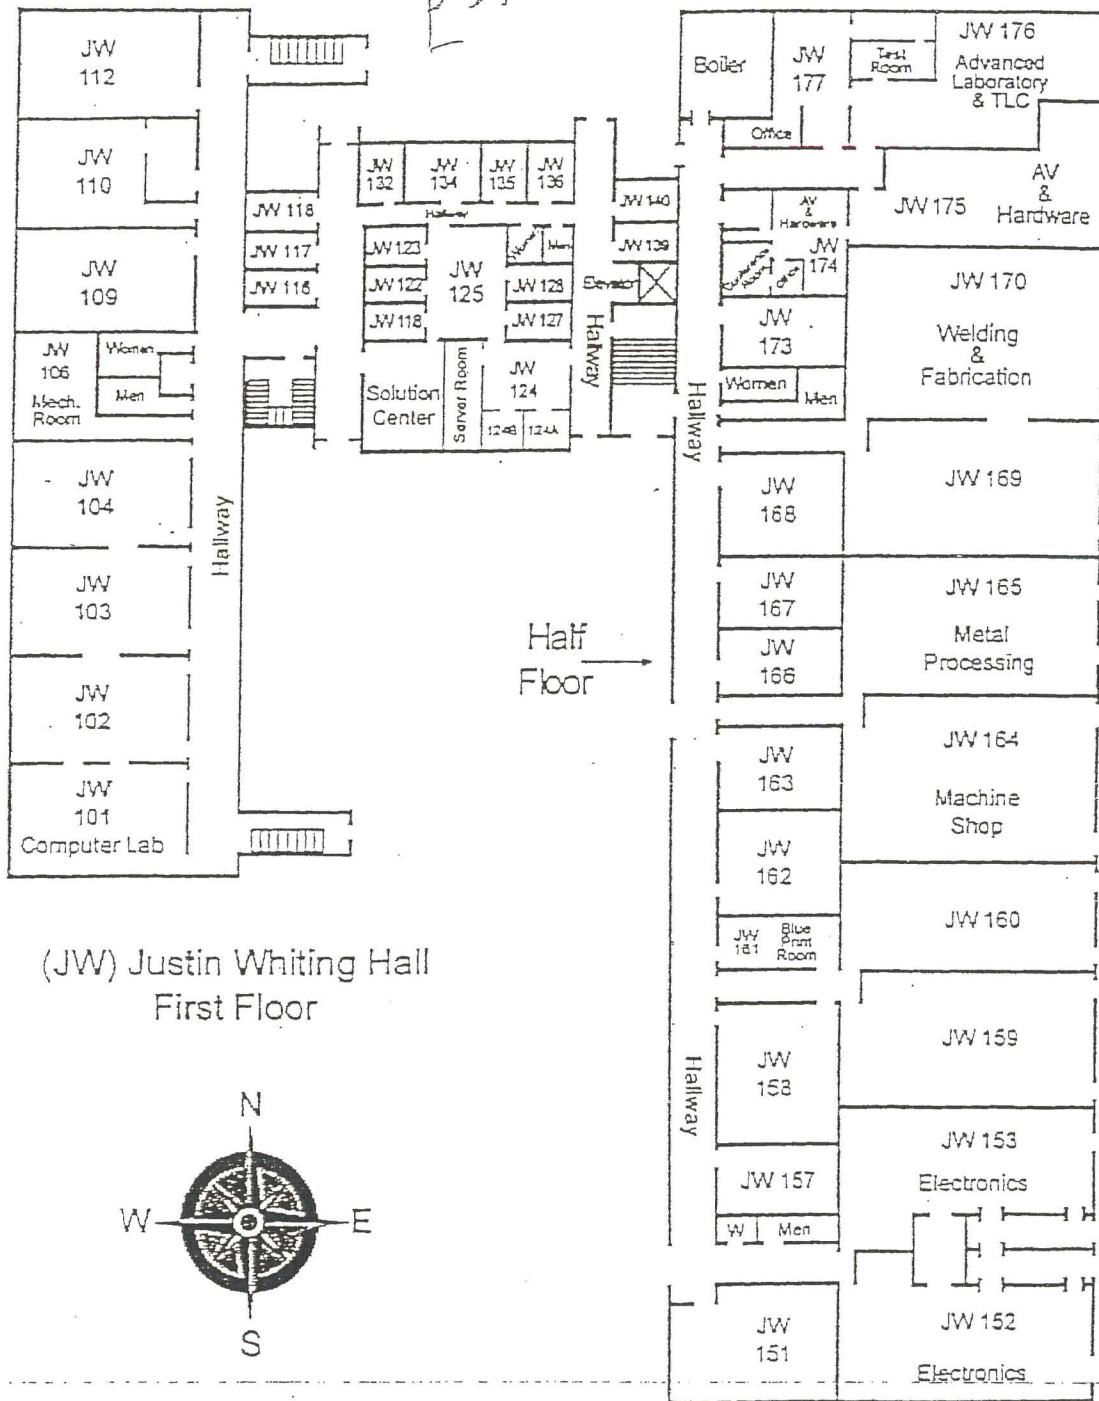 JW
112
JW
110
JW
109
JW
106
Mech.
Room
Women
Men
JW
104
JW
103
JW
102
JW
101
Computer Lab
Hallway
JW 118
JW 117
JW 116
JW
132
JW
134
JW
135
JW
136
Hallway
JW 123
JW 122
JW 118
JW
125
Women
Men
JW 128
JW 127
Solution
Center
Server Room
JW
124
124B
124A
JW 140
JW 139
Elevator
Hallway
Hallway
Boiler
JW
177
Office
Test
Room
JW 176
Advanced
Laboratory
& TLC
JW 175
AV
&
Hardware
AV
&
Hardware
JW
174
Conference
Room
Office
JW
173
Women
Men
JW 170
Welding
&
Fabrication
JW
168
JW 169
JW
167
JW
166
JW 165
Metal
Processing
Half
Floor
JW
163
JW 164
Machine
Shop
JW
162
JW
161
Blue
Print
Room
JW 160
JW 159
JW
158
Hallway
JW 153
Electronics
JW 157
W
Men
JW
151
JW 152
Electronics
(JW) Justin Whiting Hall
First Floor
N
W
E
S